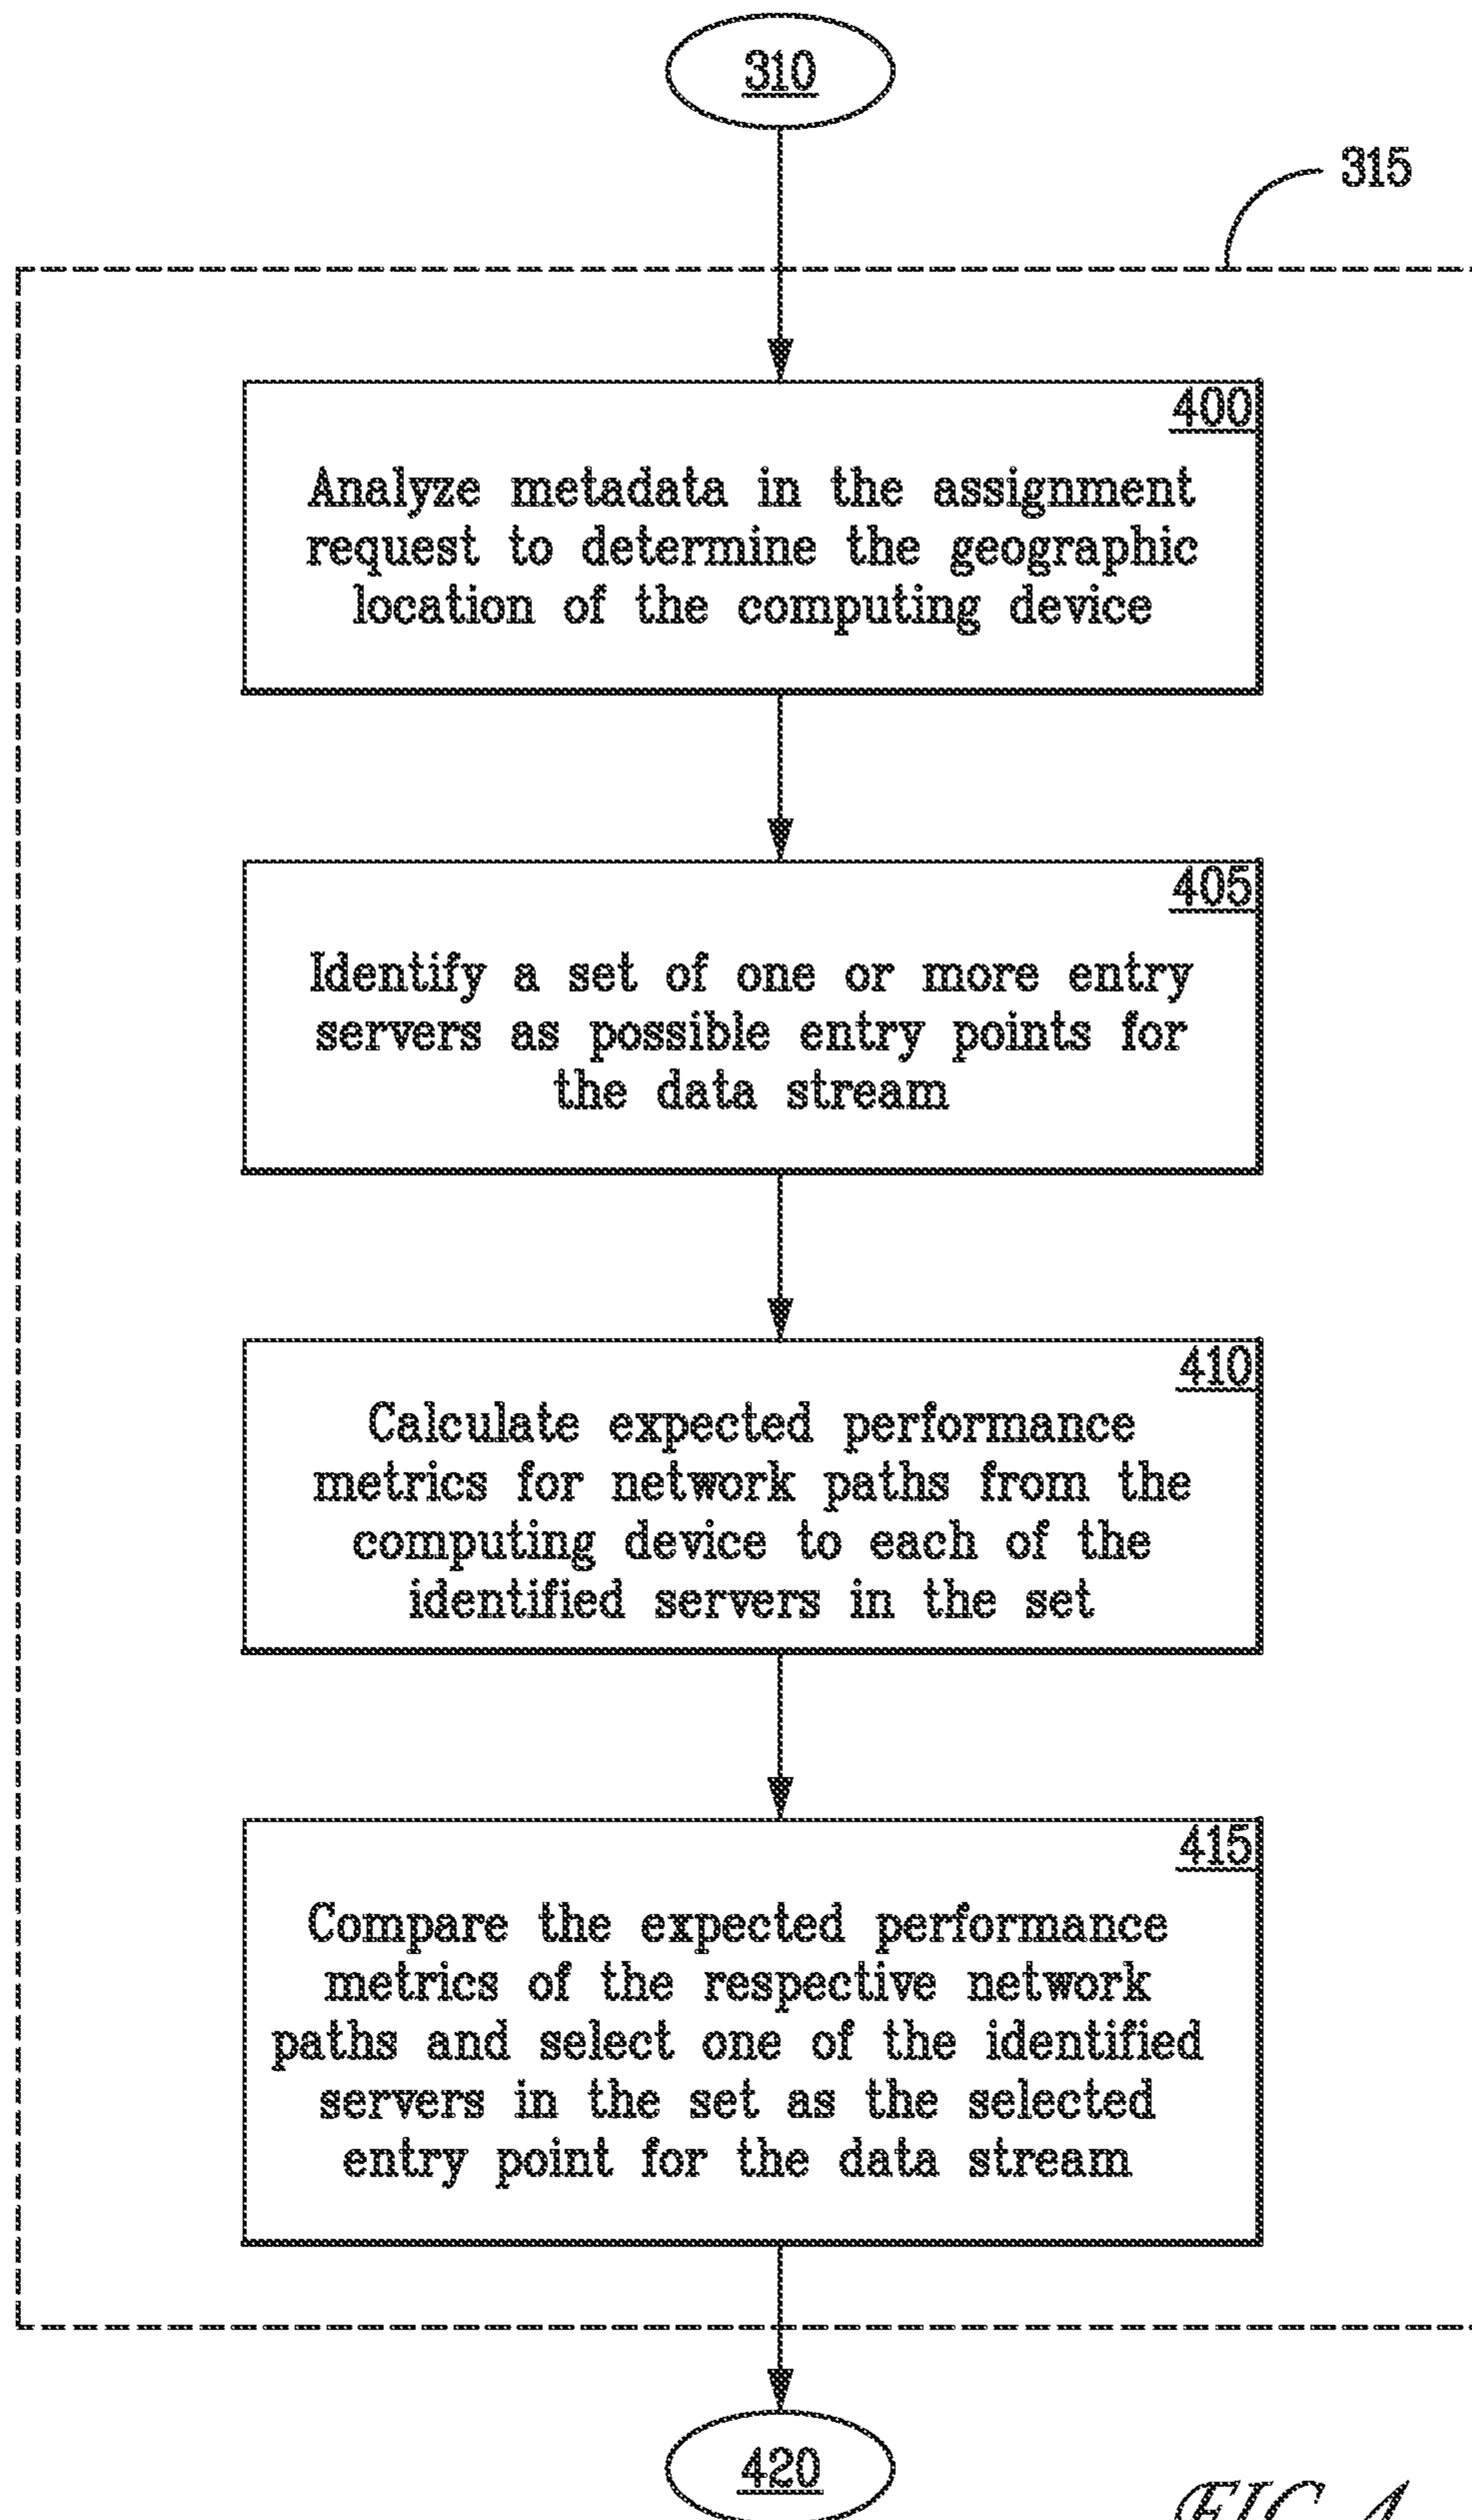 310
315
400
Analyze metadata in the assignment
request to determine the geographic
location of the computing device
405
Identify a set of one or more entry
servers as possible entry points for
the data stream
410
Calculate expected performance
metrics for network paths from the
computing device to each of the
identified servers in the set
415
Compare the expected performance
metrics of the respective network
paths and select one of the identified
servers in the set as the selected
entry point for the data stream
420